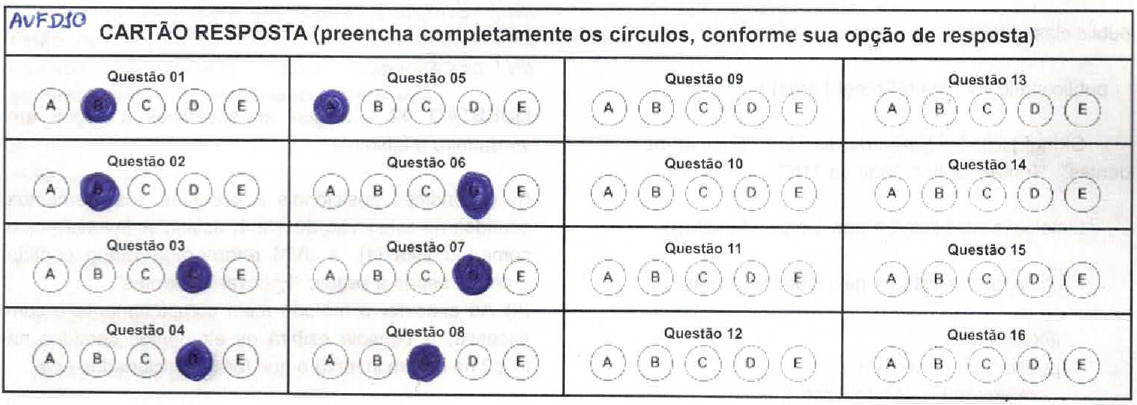 AVFD10
CARTÃO RESPOSTA (preencha completamente os círculos, conforme sua opção de resposta)
Questão 01
A B C D E
Questão 05
A B C D E
Questão 09
A B C D E
Questão 13
A B C D E
Questão 02
A B C D E
Questão 06
A B C D E
Questão 10
A B C D E
Questão 14
A B C D E
Questão 03
A B C D E
Questão 07
A B C D E
Questão 11
A B C D E
Questão 15
A B C D E
Questão 04
A B C D E
Questão 08
A B C D E
Questão 12
A B C D E
Questão 16
A B C D E